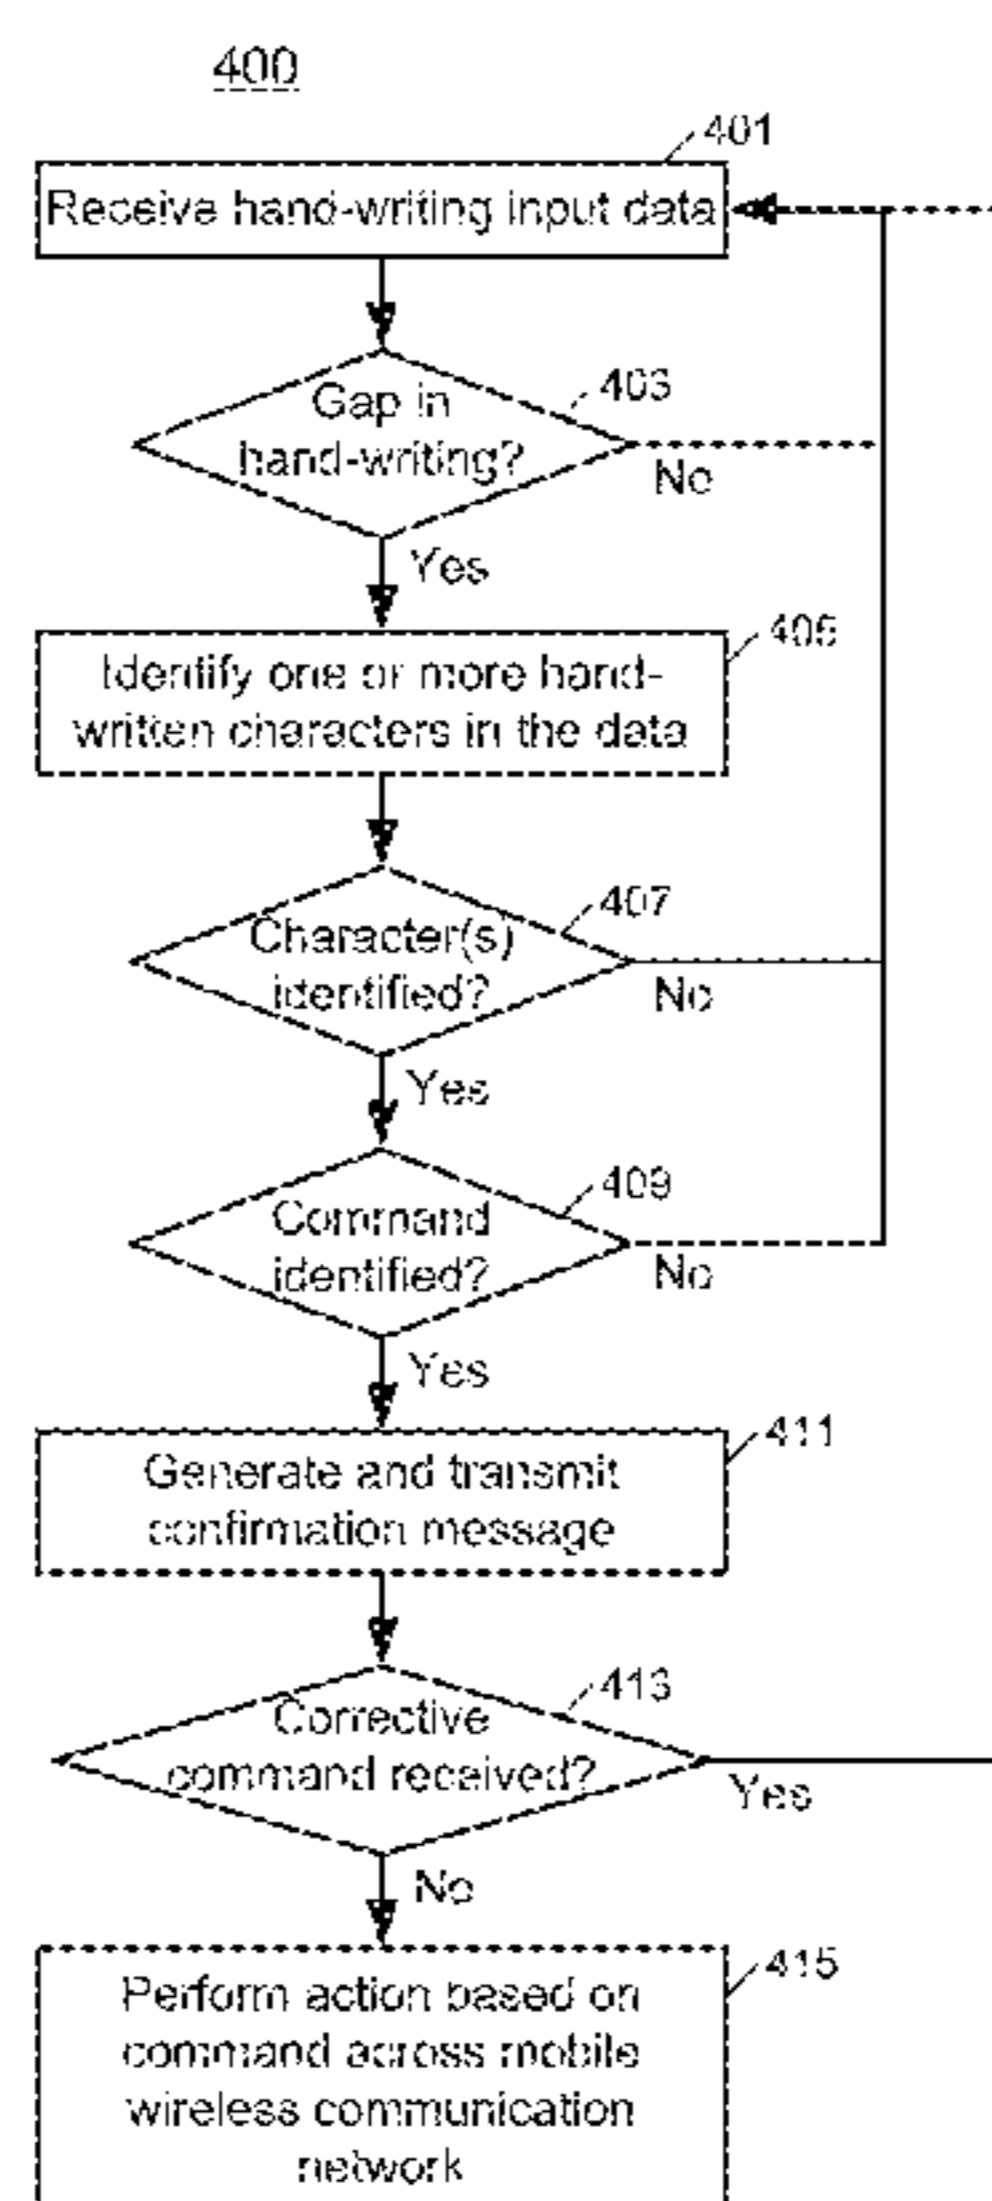 400
401
Receive hand-writing input data
403
Gap in
hand-writing?
No
Yes
405
Identify one or more hand-
written characters in the data
407
Character(s)
identified?
No
Yes
409
Command
identified?
No
Yes
411
Generate and transmit
confirmation message
413
Corrective
command received?
Yes
No
415
Perform action based on
command across mobile
wireless communication
network